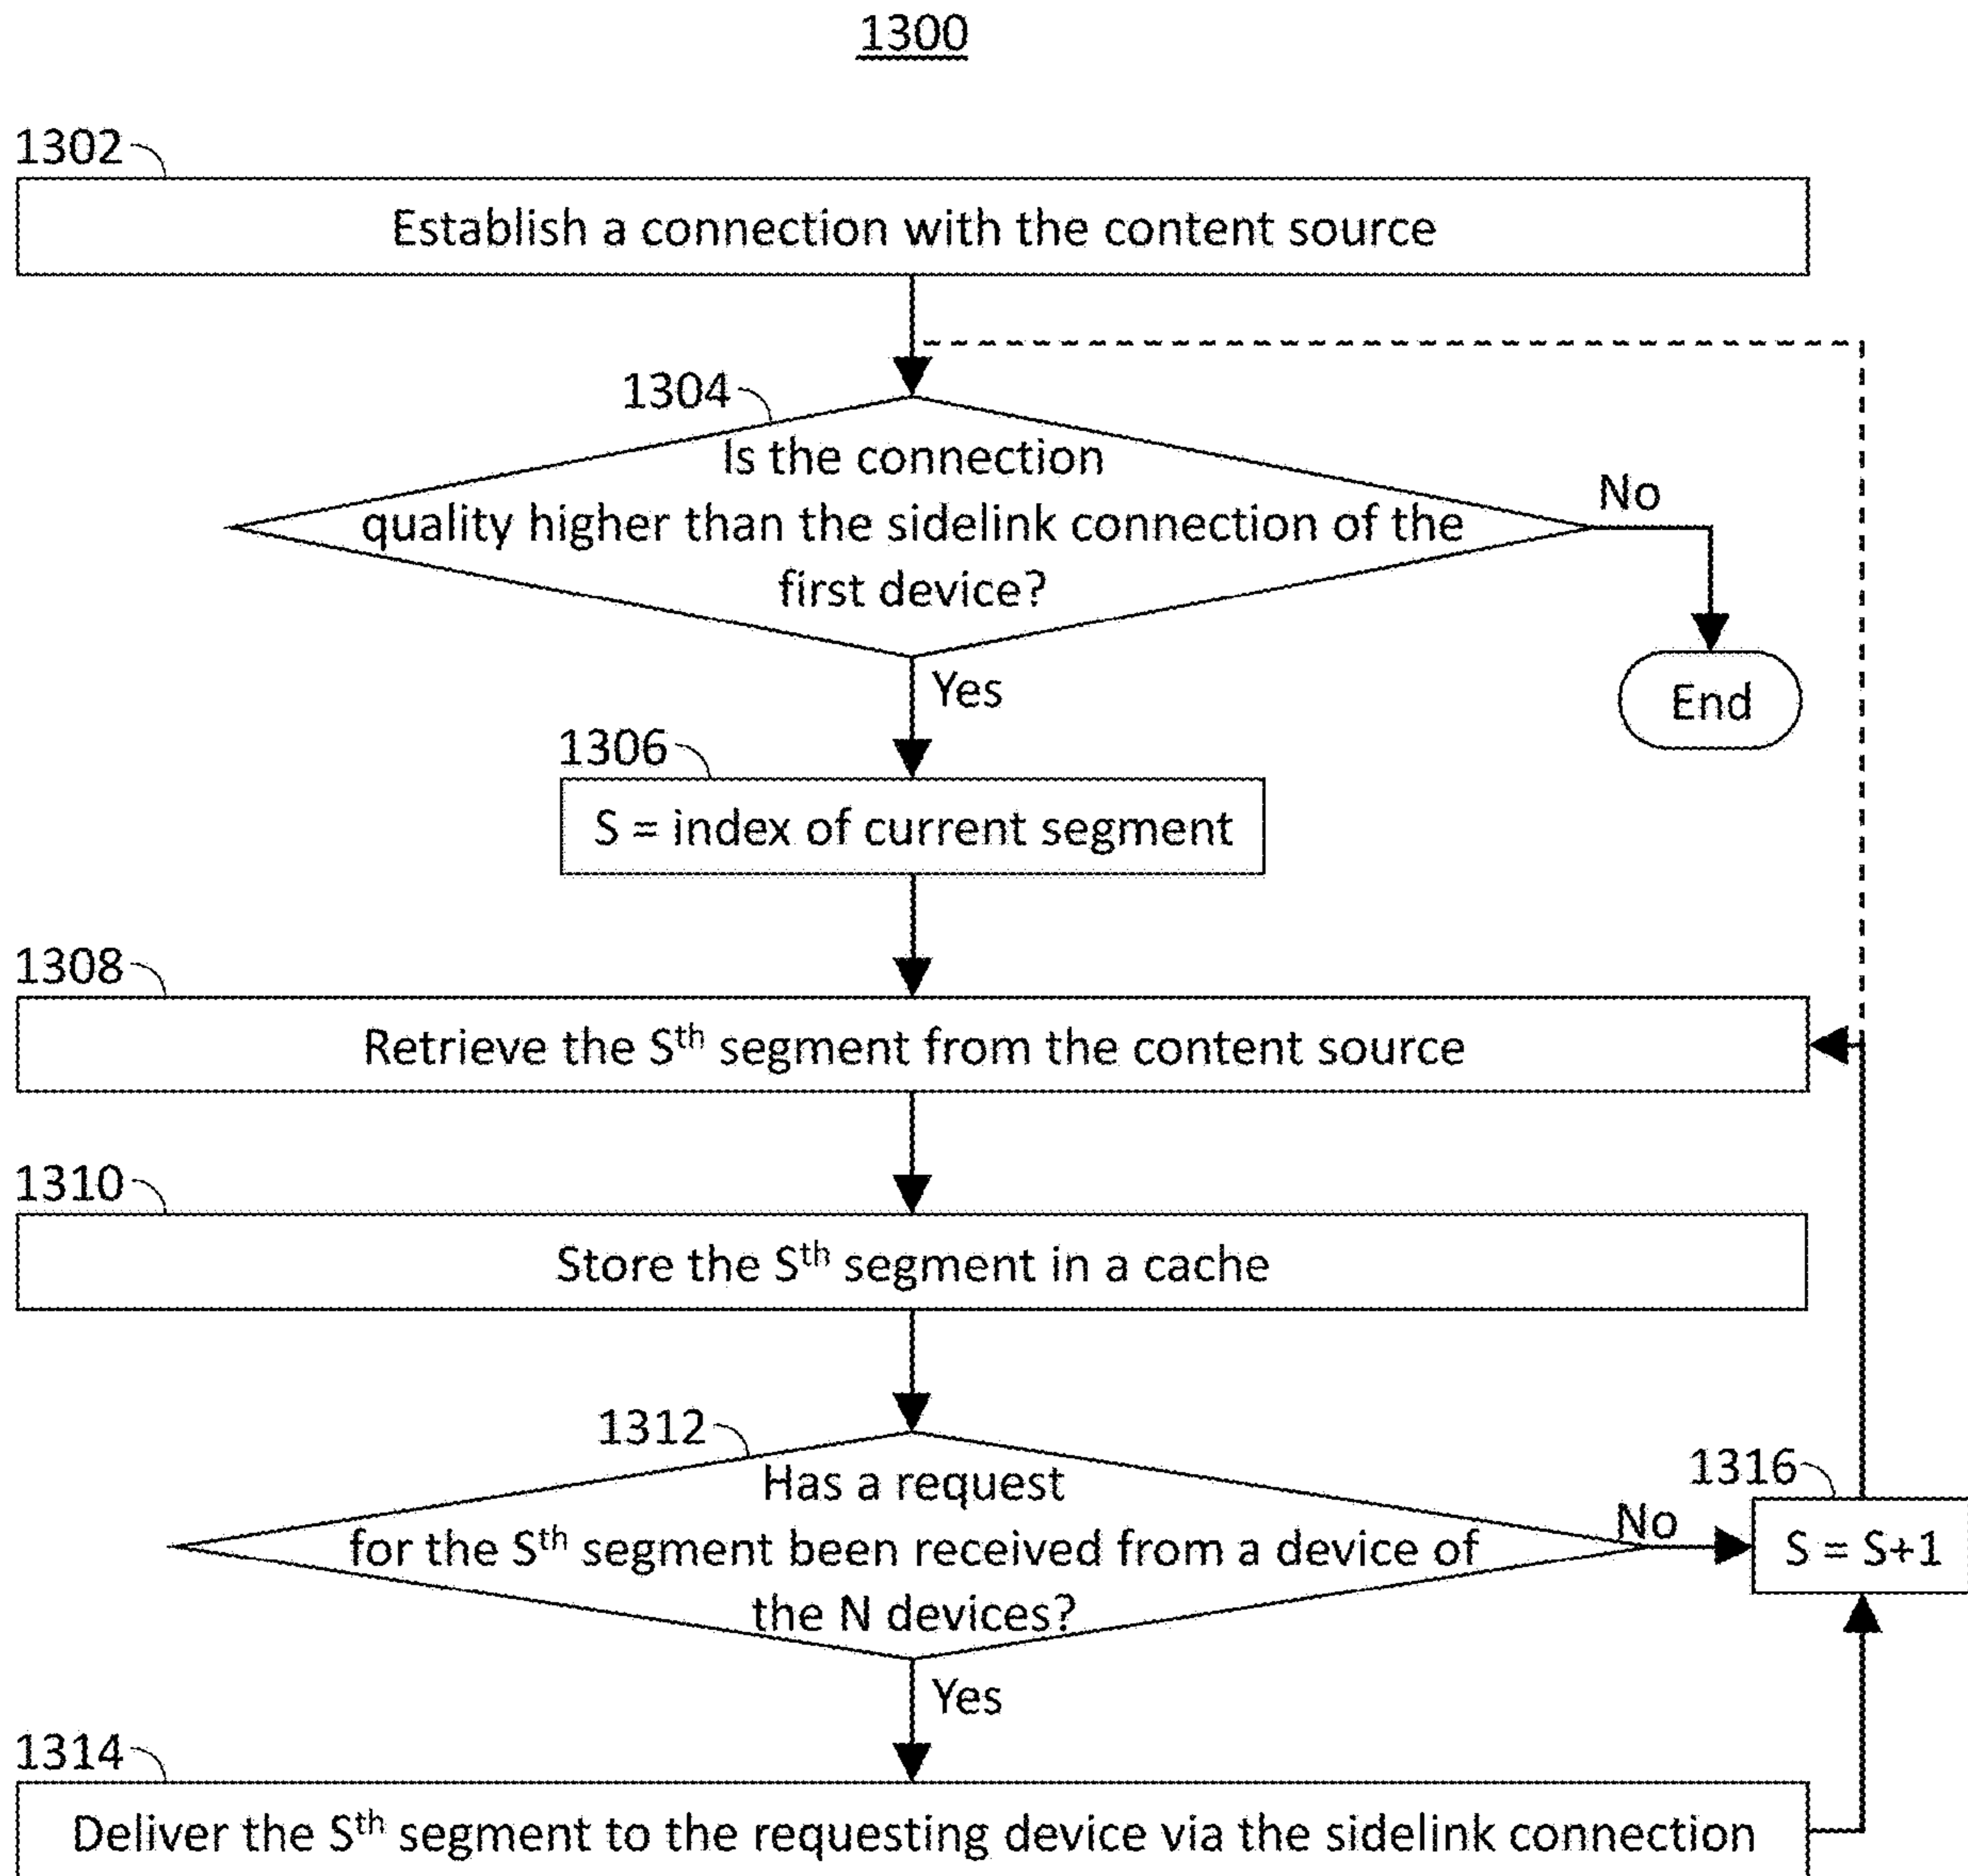 1300
1302
Establish a connection with the content source
1304
Is the connection
quality higher than the sidelink connection of the
first device?
No
End
Yes
1306
S = index of current segment
1308
Retrieve the Sth segment from the content source
1310
Store the Sth segment in a cache
1312
Has a request
for the Sth segment been received from a device of
the N devices?
No
1316
S = S+1
Yes
1314
Deliver the Sth segment to the requesting device via the sidelink connection